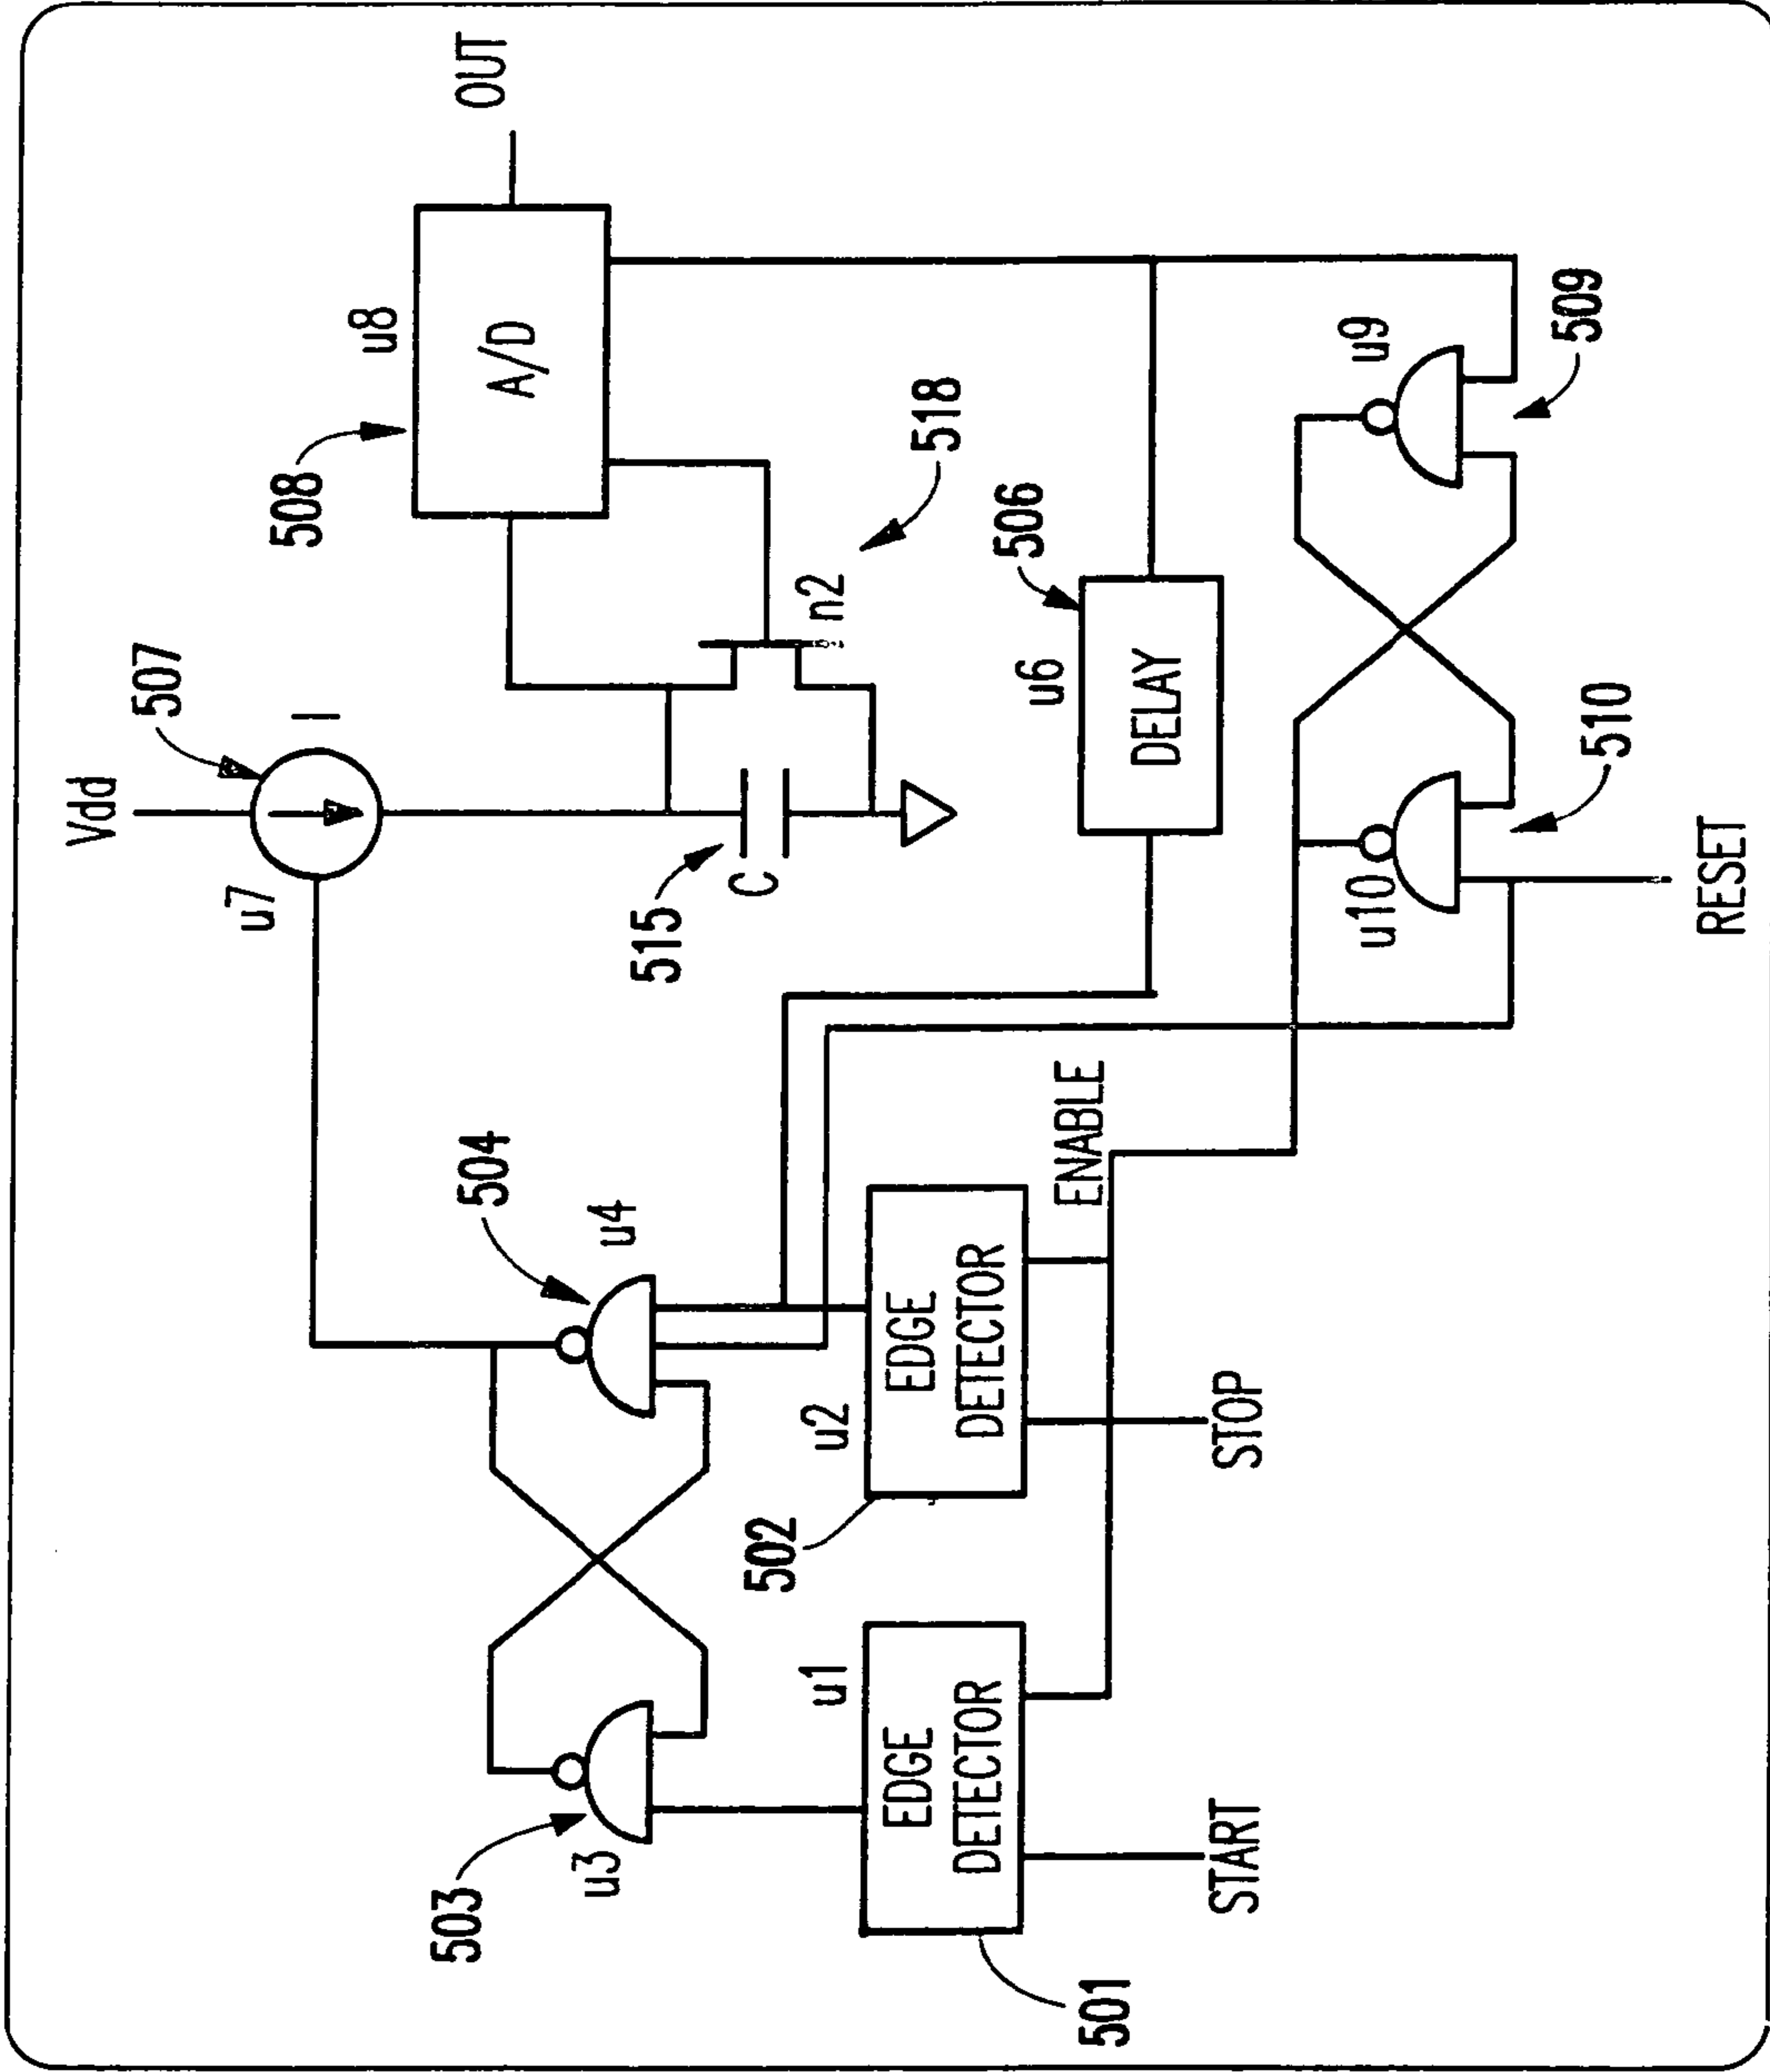 Vdd
507
I
u7
508
u8
A/D
OUT
503
u3
504
u4
515
C
n2
518
u1
EDGE
DETECTOR
501
502
u2
EDGE
DETECTOR
ENABLE
START
STOP
u6
506
DELAY
u10
510
u9
509
RESET